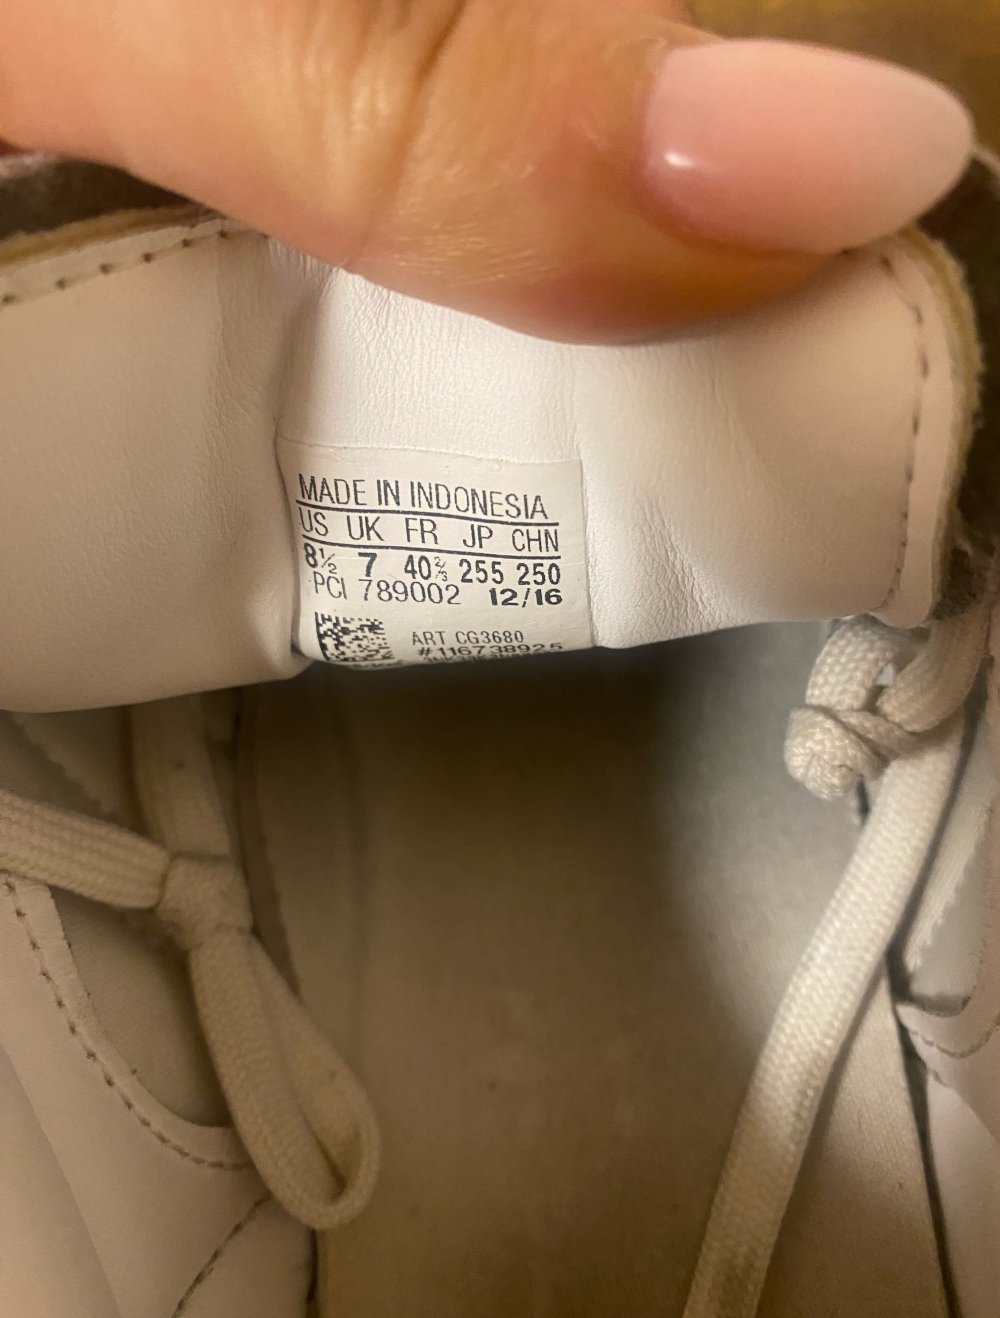 MADE IN INDONESIA
US UK FR JP CHN
8½ 7 40⅔ 255 250
PCI 789002 12/16
ART CG3680
#116738925